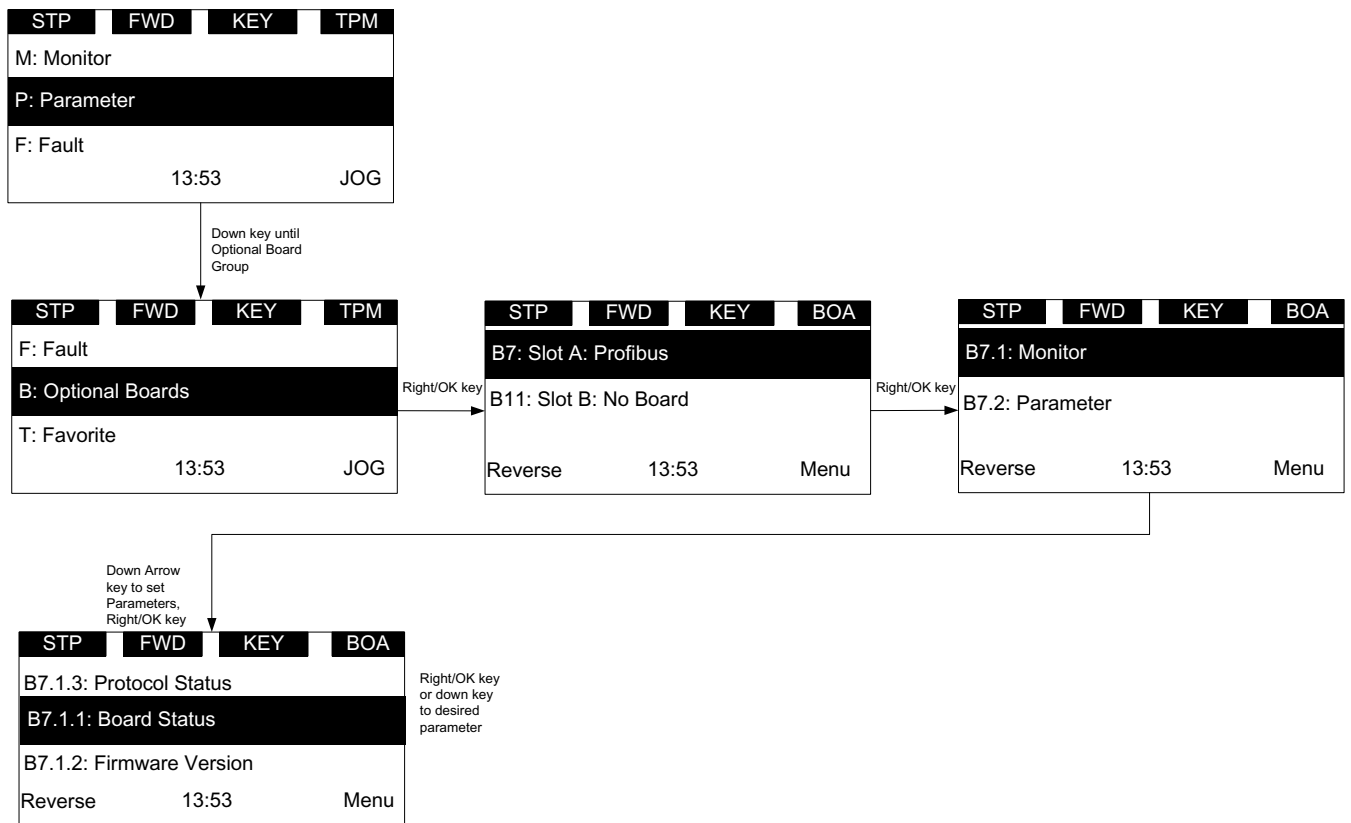 STP FWD KEY TPM
M: Monitor
P: Parameter
F: Fault
13:53 JOG
Down key until
Optional Board
Group
STP FWD KEY TPM
F: Fault
B: Optional Boards
T: Favorite
13:53 JOG
Right/OK key
STP FWD KEY BOA
B7: Slot A: Profibus
B11: Slot B: No Board
Reverse 13:53 Menu
Right/OK key
STP FWD KEY BOA
B7.1: Monitor
B7.2: Parameter
Reverse 13:53 Menu
Down Arrow
key to set
Parameters,
Right/OK key
STP FWD KEY BOA
B7.1.3: Protocol Status
B7.1.1: Board Status
B7.1.2: Firmware Version
Reverse 13:53 Menu
Right/OK key
or down key
to desired
parameter